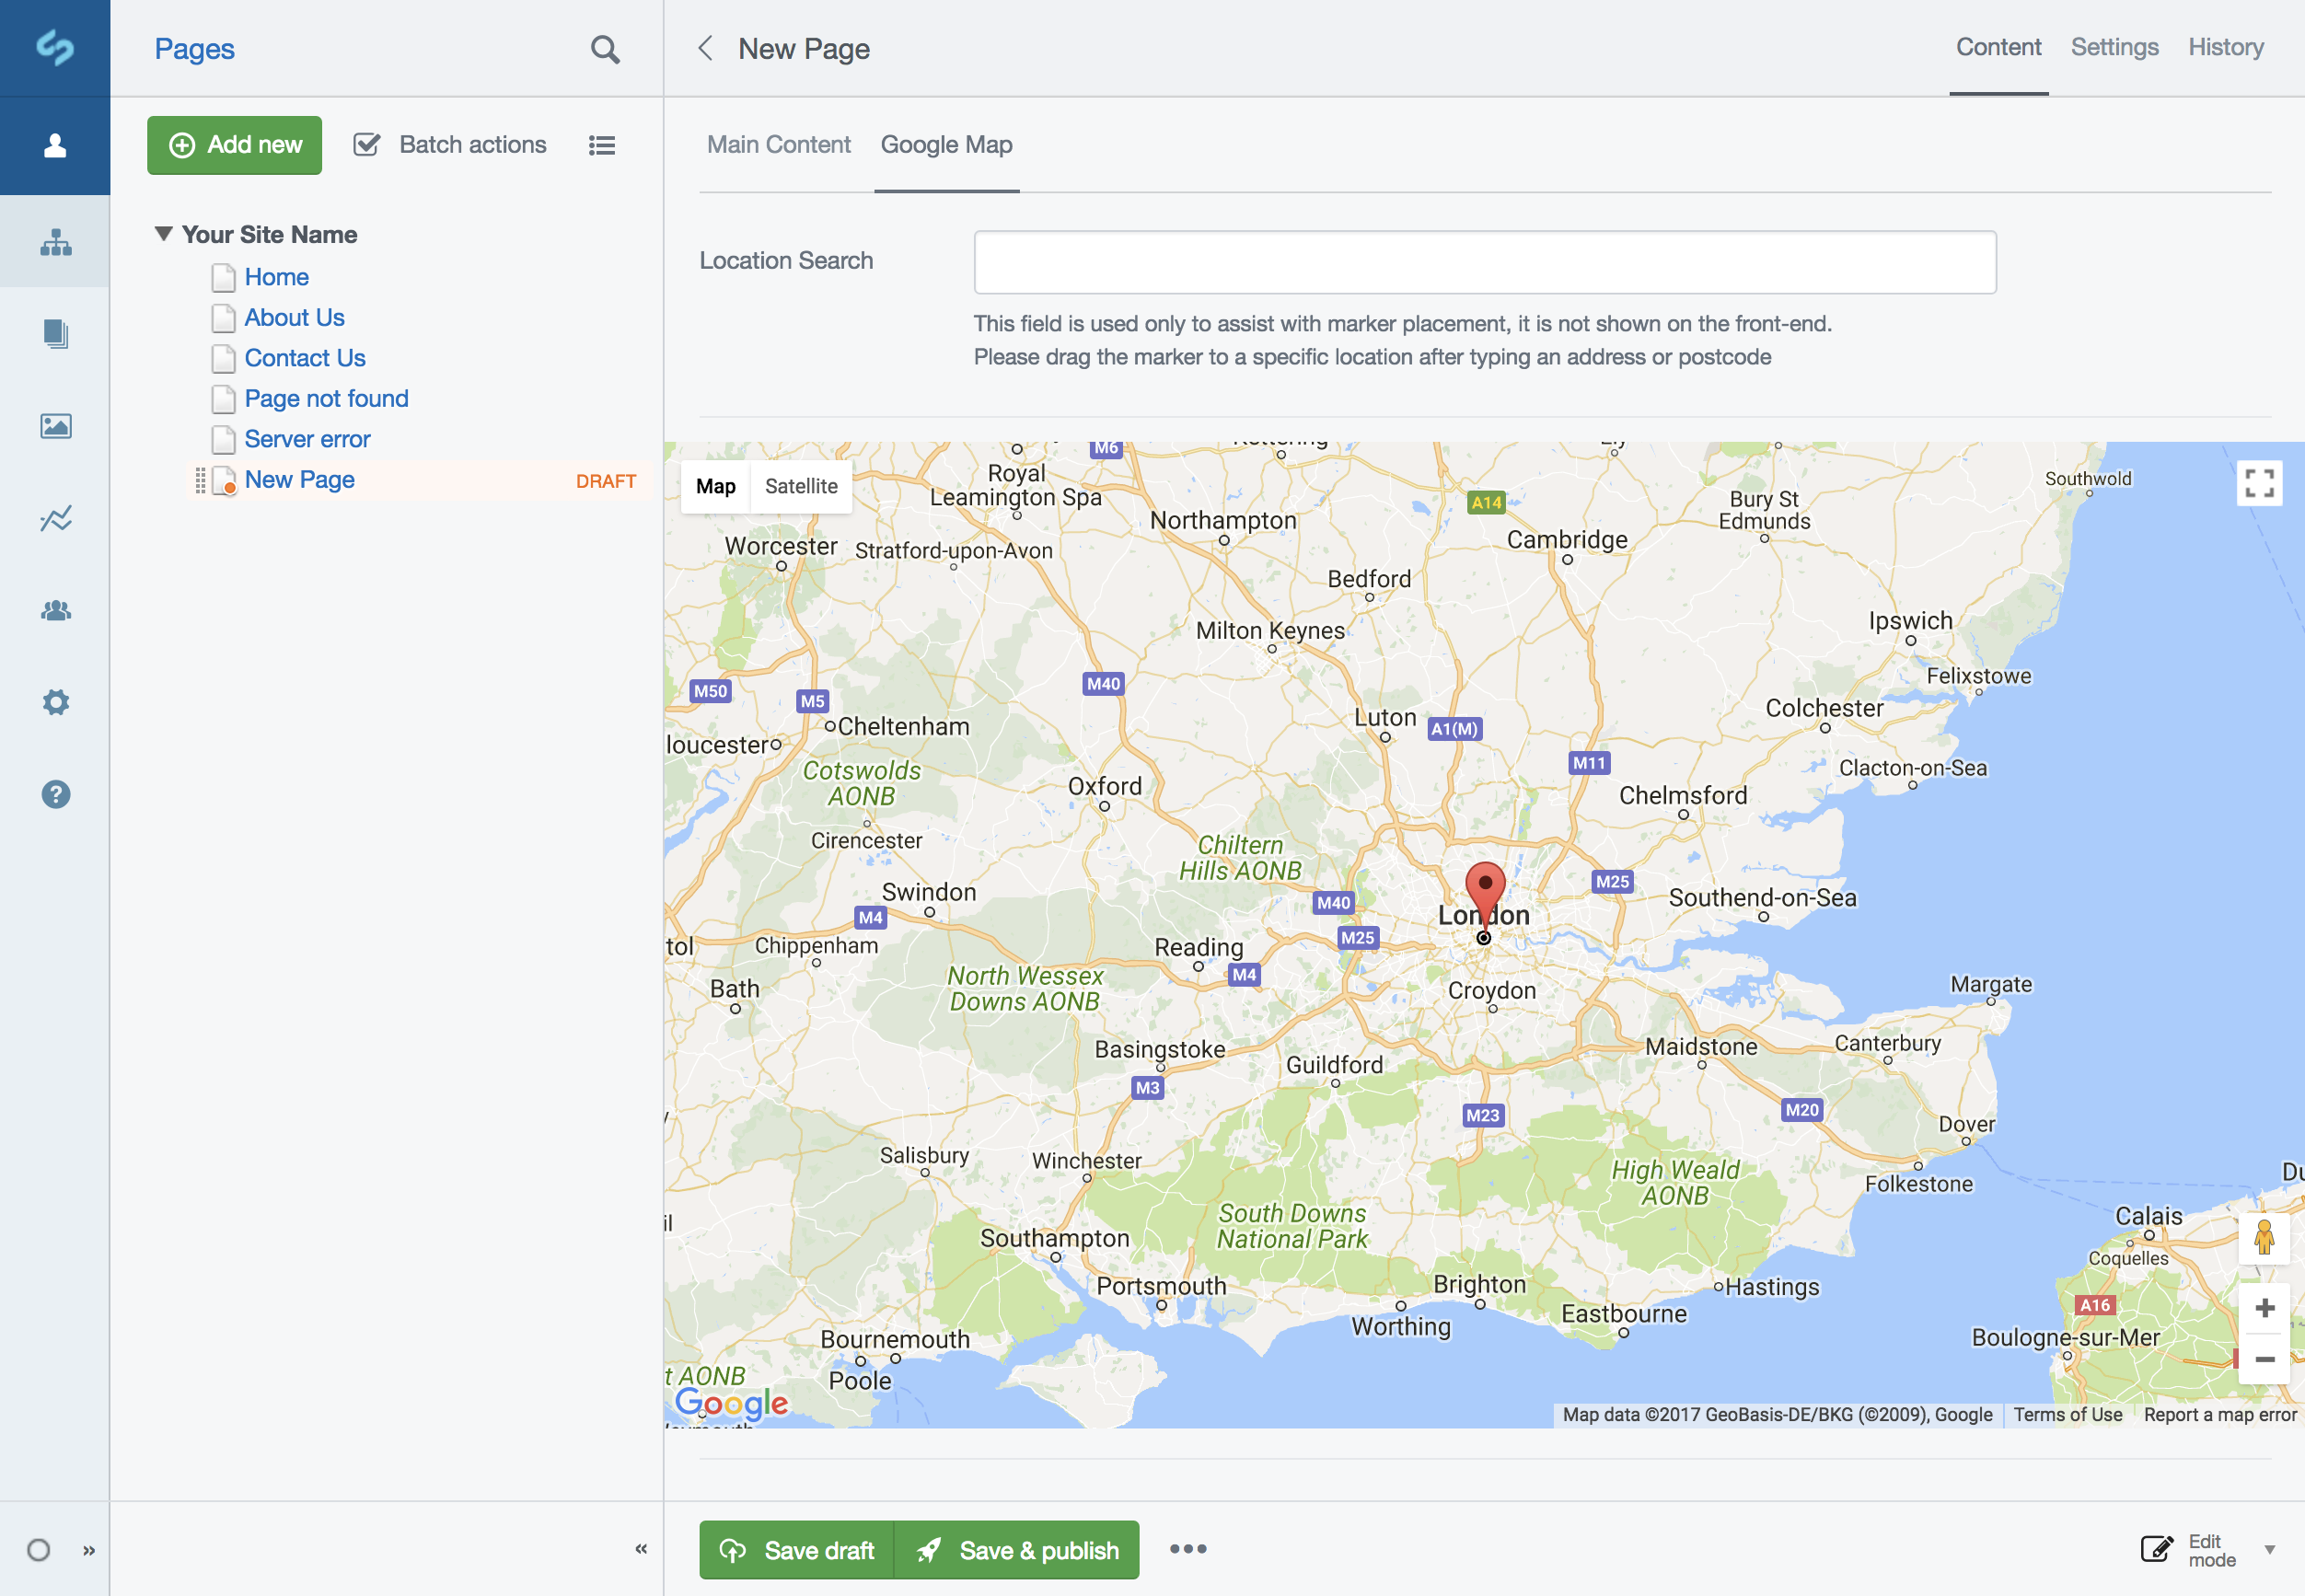 Pages
New Page
Content
Settings
History
Add new
Batch actions
Main Content
Google Map
Your Site Name
Home
About Us
Contact Us
Page not found
Server error
New Page
DRAFT
Location Search
This field is used only to assist with marker placement, it is not shown on the front-end.
Please drag the marker to a specific location after typing an address or postcode
Map
Satellite
M6
Royal
Leamington Spa
Southwold
A14
Bury St
Edmunds
Northampton
Cambridge
Worcester
Stratford-upon-Avon
Bedford
Ipswich
Milton Keynes
Felixstowe
M50
M5
M40
Colchester
Luton
A1(M)
Cheltenham
loucester
M11
Clacton-on-Sea
Cotswolds
AONB
Oxford
Chelmsford
Cirencester
Chiltern
Hills AONB
M25
Swindon
M40
Southend-on-Sea
M4
London
M25
tol
Chippenham
Reading
M4
North Wessex
Downs AONB
Bath
Croydon
Margate
Basingstoke
Maidstone
Canterbury
Guildford
M3
M23
M20
Dover
Salisbury
Winchester
High Weald
AONB
Folkestone
Du
South Downs
National Park
il
Southampton
Calais
Coquelles
Portsmouth
Brighton
Hastings
A16
Eastbourne
Worthing
Bournemouth
Boulogne-sur-Mer
t AONB
Poole
Google
Map data ©2017 GeoBasis-DE/BKG (©2009), Google
Terms of Use
Report a map error
Save draft
Save & publish
Edit
mode